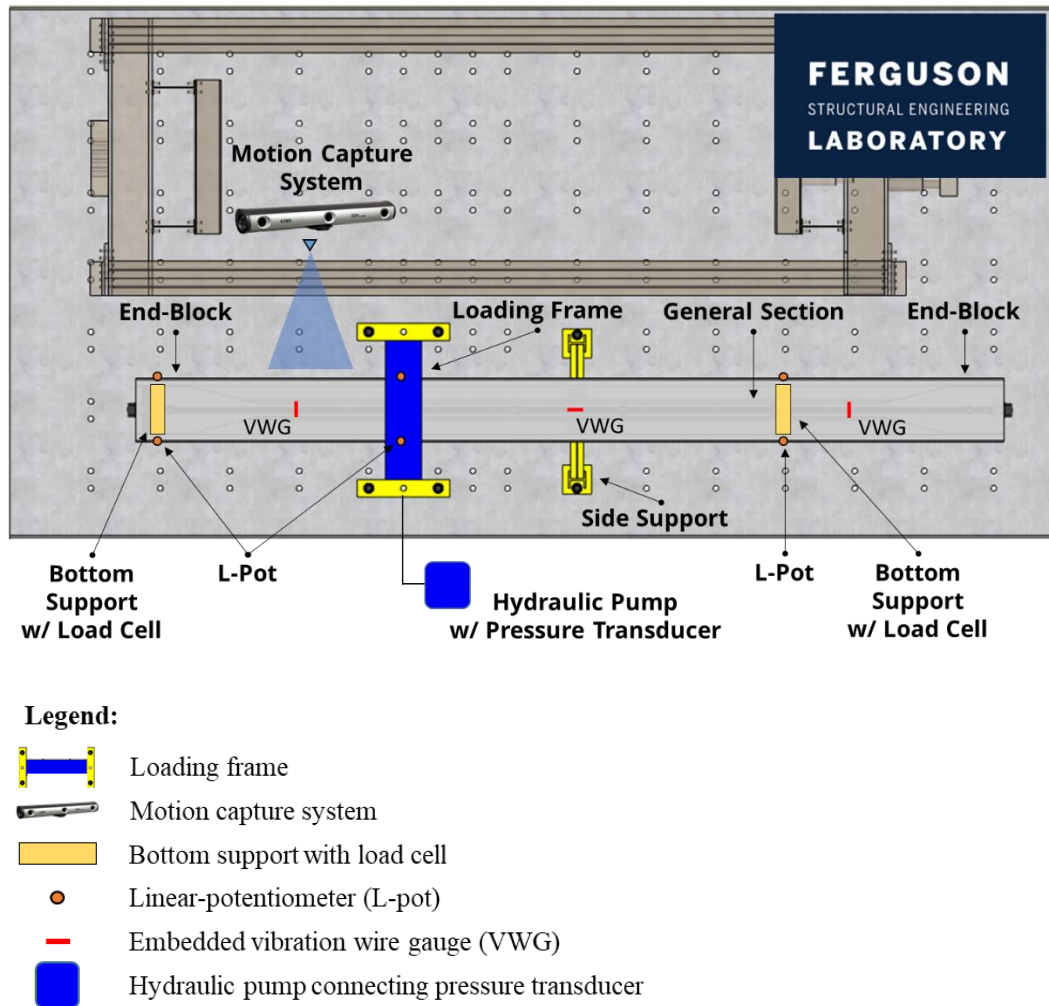 FERGUSON
STRUCTURAL ENGINEERING
LABORATORY
Motion Capture
System
End-Block
Loading Frame
General Section
End-Block
VWG
VWG
VWG
Side Support
Bottom
Support
w/ Load Cell
L-Pot
Hydraulic Pump
w/ Pressure Transducer
L-Pot
Bottom
Support
w/ Load Cell
Legend:
Loading frame
Motion capture system
Bottom support with load cell
Linear-potentiometer (L-pot)
Embedded vibration wire gauge (VWG)
Hydraulic pump connecting pressure transducer